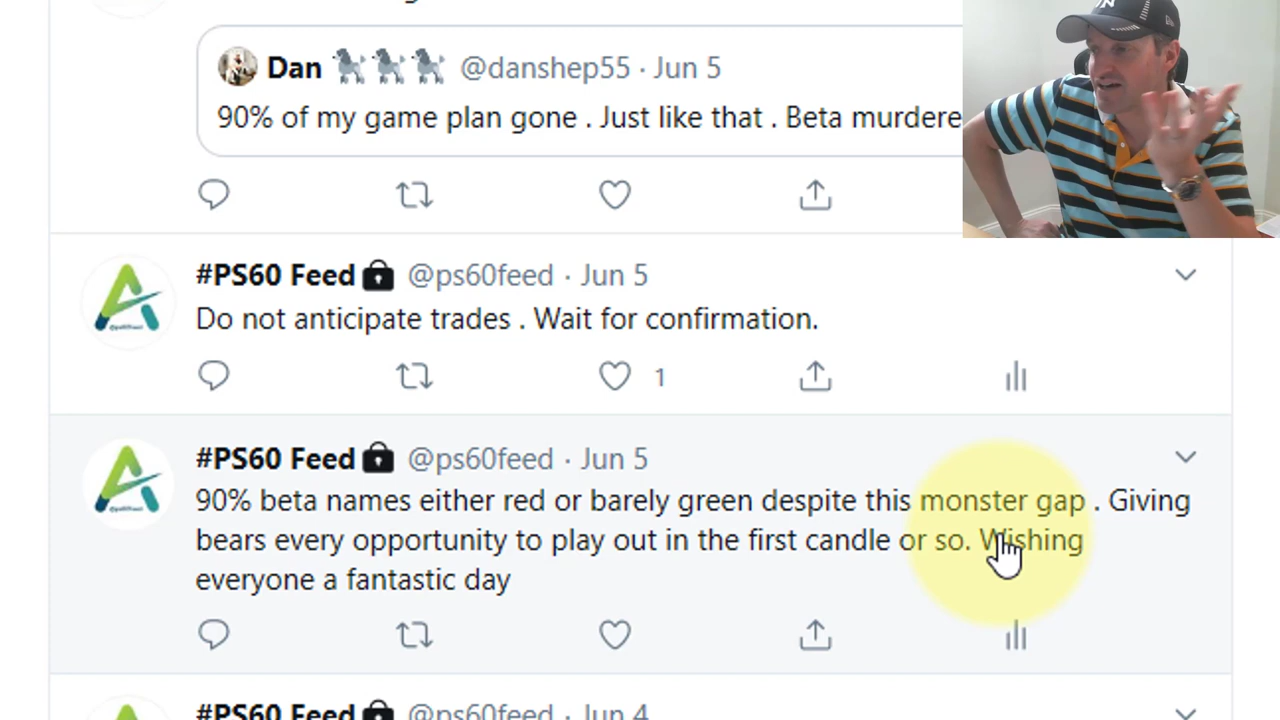 Dan @danshep55 · Jun 5
90% of my game plan gone . Just like that . Beta murdere
#PS60 Feed @ps60feed · Jun 5
Do not anticipate trades . Wait for confirmation.
1
#PS60 Feed @ps60feed · Jun 5
90% beta names either red or barely green despite this monster gap . Giving
bears every opportunity to play out in the first candle or so. Wishing
everyone a fantastic day
#PS60 Feed @ps60feed · Jun 4